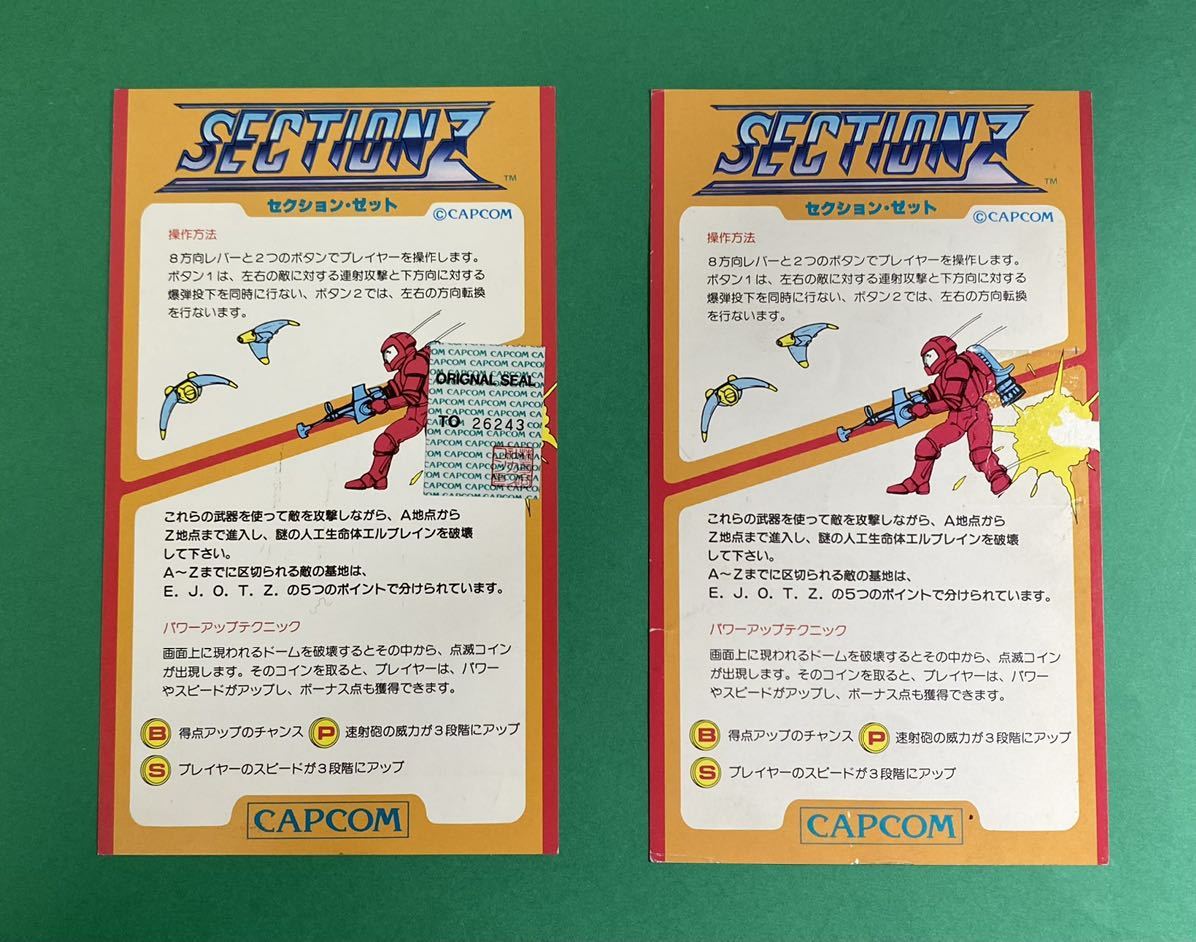 SECTION Z
TM
セクション・ゼット
©CAPCOM
操作方法
8方向レバーと2つのボタンでプレイヤーを操作します。
ボタン1は、左右の敵に対する連射攻撃と下方向に対する
爆弾投下を同時に行ない、ボタン2では、左右の方向転換
を行ないます。
ORIGNAL SEAL
TO 26243
これらの武器を使って敵を攻撃しながら、A地点から
Z地点まで進入し、謎の人工生命体エルブレインを破壊
して下さい。
A〜Zまでに区切られる敵の基地は、
E. J. O. T. Z. の5つのポイントで分けられています。
パワーアップテクニック
画面上に現われるドームを破壊するとその中から、点滅コイン
が出現します。そのコインを取ると、プレイヤーは、パワー
やスピードがアップし、ボーナス点も獲得できます。
B 得点アップのチャンス P 速射砲の威力が3段階にアップ
S プレイヤーのスピードが3段階にアップ
CAPCOM
SECTION Z
TM
セクション・ゼット
©CAPCOM
操作方法
8方向レバーと2つのボタンでプレイヤーを操作します。
ボタン1は、左右の敵に対する連射攻撃と下方向に対する
爆弾投下を同時に行ない、ボタン2では、左右の方向転換
を行ないます。
これらの武器を使って敵を攻撃しながら、A地点から
Z地点まで進入し、謎の人工生命体エルブレインを破壊
して下さい。
A〜Zまでに区切られる敵の基地は、
E. J. O. T. Z. の5つのポイントで分けられています。
パワーアップテクニック
画面上に現われるドームを破壊するとその中から、点滅コイン
が出現します。そのコインを取ると、プレイヤーは、パワー
やスピードがアップし、ボーナス点も獲得できます。
B 得点アップのチャンス P 速射砲の威力が3段階にアップ
S プレイヤーのスピードが3段階にアップ
CAPCOM